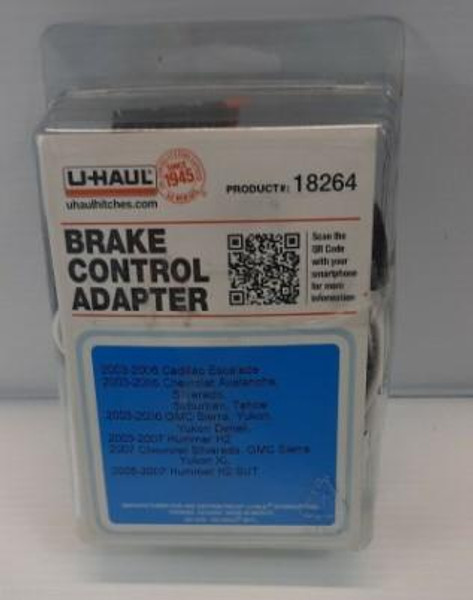 U-HAUL
SINCE
1945
uhaulhitches.com
PRODUCT#: 18264
BRAKE
CONTROL
ADAPTER
Scan the
QR Code
with your
smartphone
for more
information
2003-2006 Cadillac Escalade
2003-2006 Chevrolet Avalanche,
Silverado,
Suburban, Tahoe
2003-2006 GMC Sierra, Yukon,
Yukon Denali,
2003-2007 Hummer H2
2007 Chevrolet Silverado, GMC Sierra
Yukon XL
2005-2007 Hummer H2 SUT